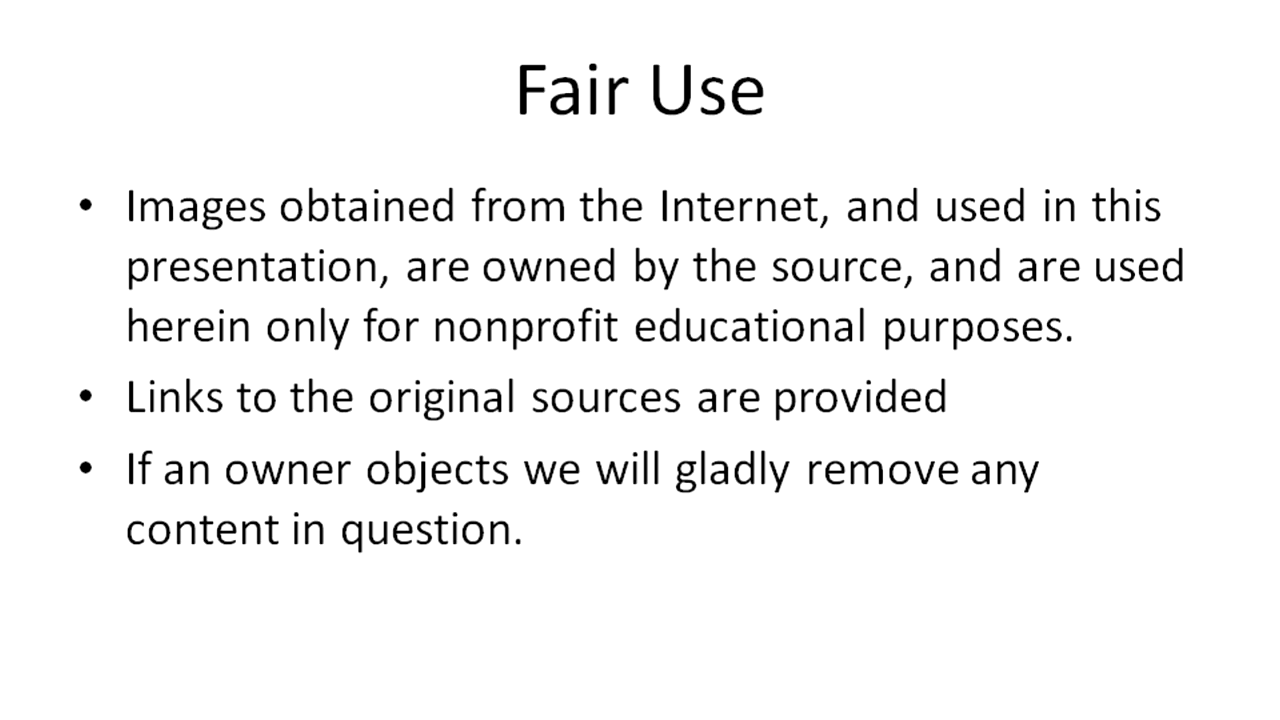 Fair Use
• Images obtained from the Internet, and used in this
presentation, are owned by the source, and are used
herein only for nonprofit educational purposes.
• Links to the original sources are provided
• If an owner objects we will gladly remove any
content in question.